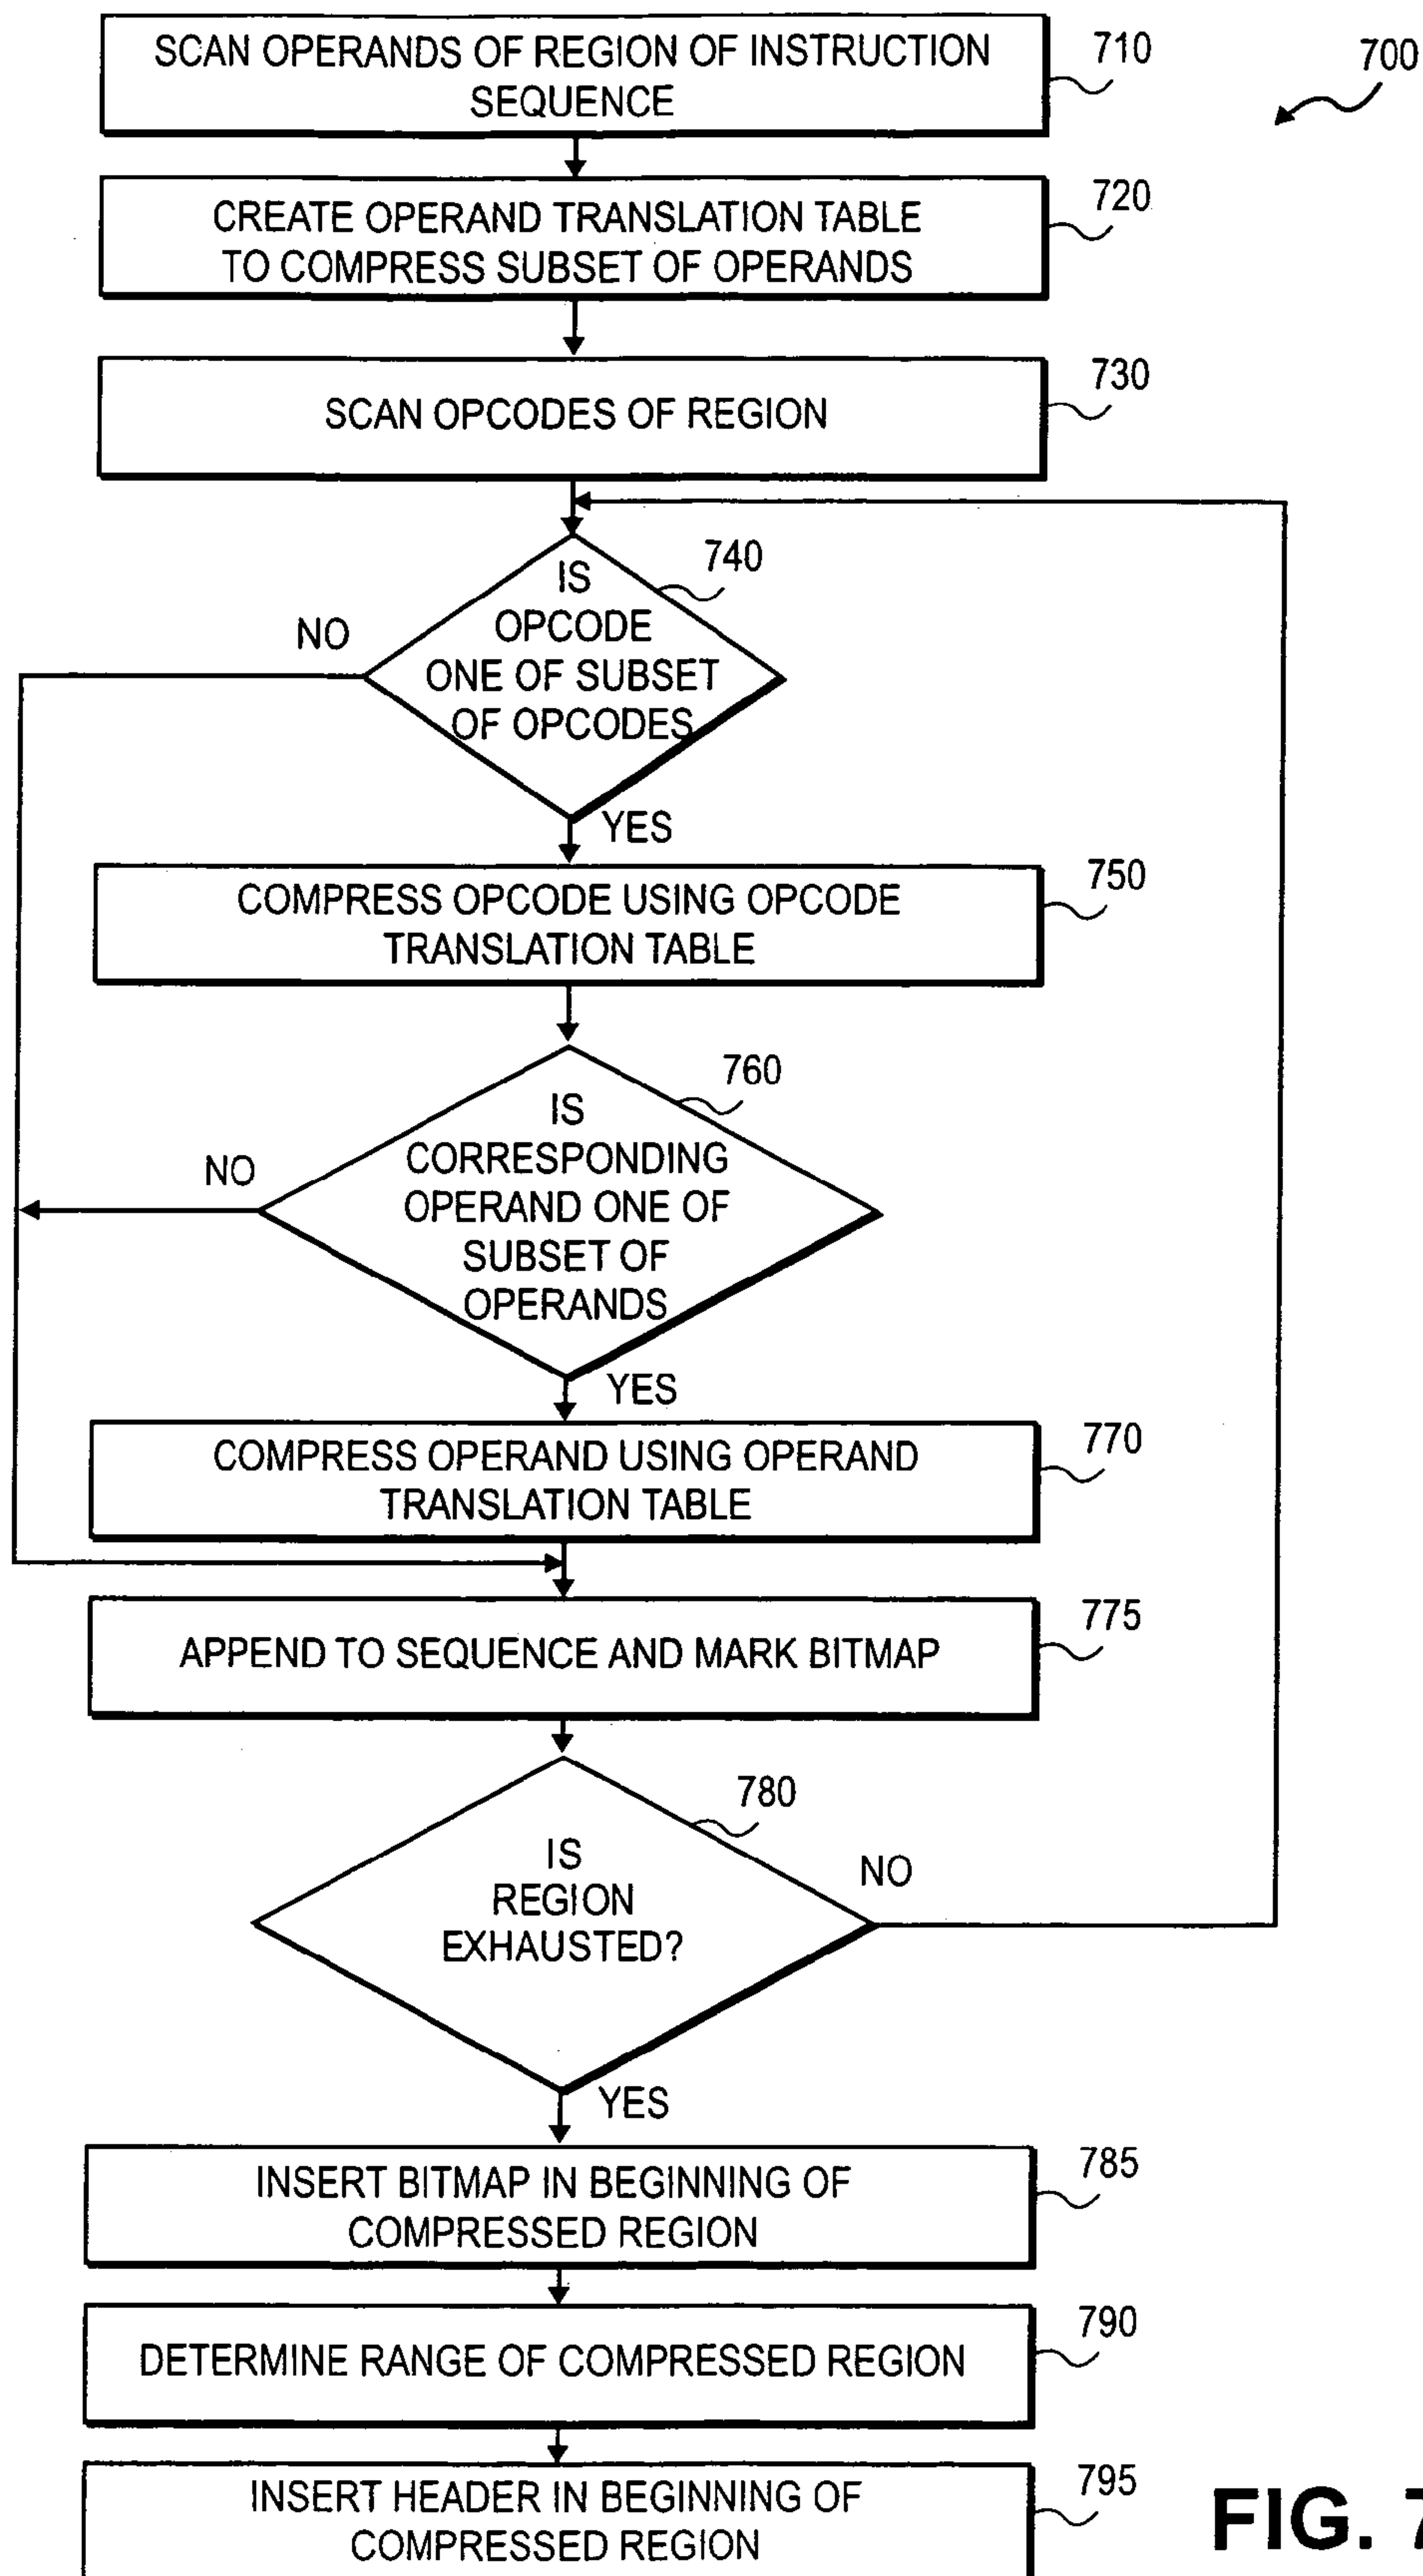 SCAN OPERANDS OF REGION OF INSTRUCTION
SEQUENCE
710
700
CREATE OPERAND TRANSLATION TABLE
TO COMPRESS SUBSET OF OPERANDS
720
SCAN OPCODES OF REGION
730
IS
OPCODE
ONE OF SUBSET
OF OPCODES
740
NO
YES
COMPRESS OPCODE USING OPCODE
TRANSLATION TABLE
750
IS
CORRESPONDING
OPERAND ONE OF
SUBSET OF
OPERANDS
760
NO
YES
COMPRESS OPERAND USING OPERAND
TRANSLATION TABLE
770
APPEND TO SEQUENCE AND MARK BITMAP
775
IS
REGION
EXHAUSTED?
780
NO
YES
INSERT BITMAP IN BEGINNING OF
COMPRESSED REGION
785
DETERMINE RANGE OF COMPRESSED REGION
790
INSERT HEADER IN BEGINNING OF
COMPRESSED REGION
795
FIG. 7